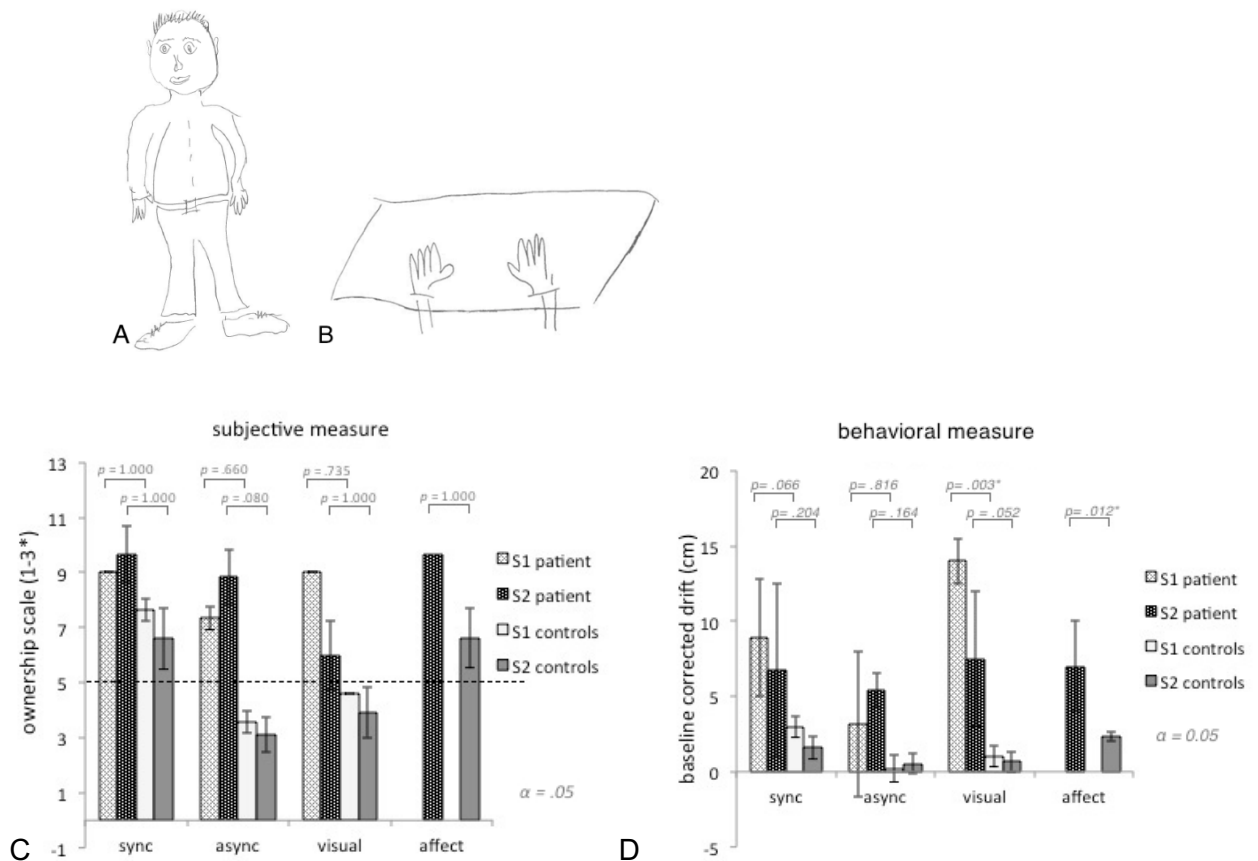 A
B
subjective measure
13
11
9
7
5
3
1
-1
ownership scale (1-3*)
p = 1.000
p = 1.000
p = .660
p = .080
p = .735
p = 1.000
p = 1.000
S1 patient
S2 patient
S1 controls
S2 controls
α = .05
sync
async
visual
affect
C
behavioral measure
20
15
10
5
0
-5
baseline corrected drift (cm)
p= .066
p= .204
p= .816
p= .164
p= .003*
p= .052
p= .012*
S1 patient
S2 patient
S1 controls
S2 controls
α = 0.05
sync
async
visual
affect
D